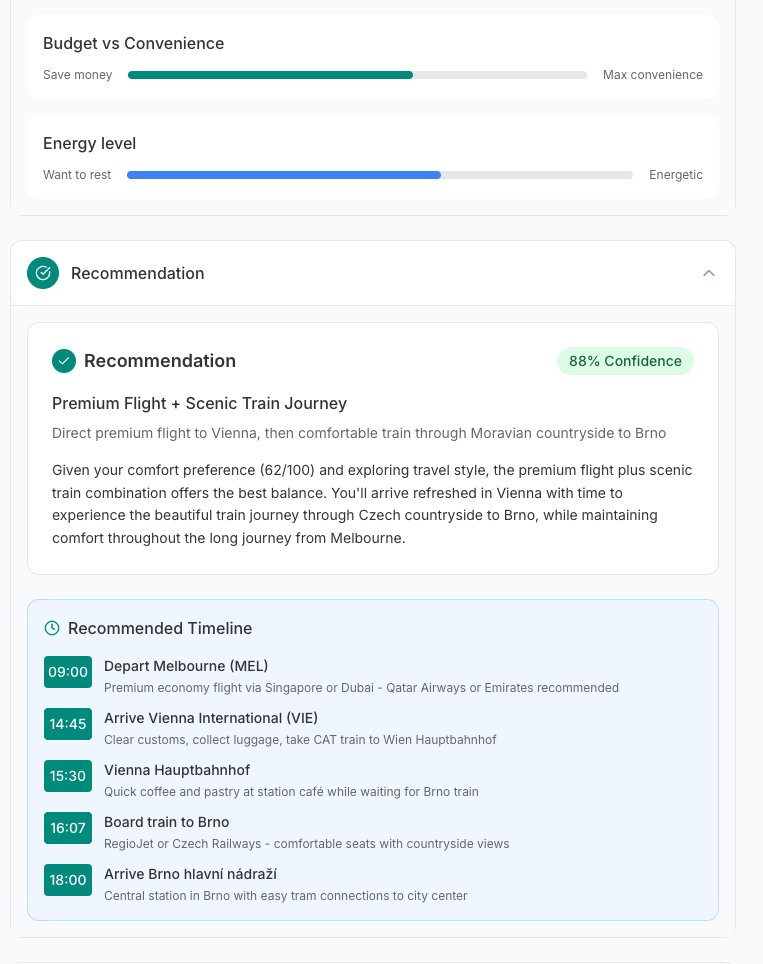 Budget vs Convenience
Save money
Max convenience
Energy level
Want to rest
Energetic
Recommendation
Recommendation
88% Confidence
Premium Flight + Scenic Train Journey
Direct premium flight to Vienna, then comfortable train through Moravian countryside to Brno
Given your comfort preference (62/100) and exploring travel style, the premium flight plus scenic
train combination offers the best balance. You'll arrive refreshed in Vienna with time to
experience the beautiful train journey through Czech countryside to Brno, while maintaining
comfort throughout the long journey from Melbourne.
Recommended Timeline
09:00
Depart Melbourne (MEL)
Premium economy flight via Singapore or Dubai - Qatar Airways or Emirates recommended
14:45
Arrive Vienna International (VIE)
Clear customs, collect luggage, take CAT train to Wien Hauptbahnhof
15:30
Vienna Hauptbahnhof
Quick coffee and pastry at station café while waiting for Brno train
16:07
Board train to Brno
RegioJet or Czech Railways - comfortable seats with countryside views
18:00
Arrive Brno hlavní nádraží
Central station in Brno with easy tram connections to city center